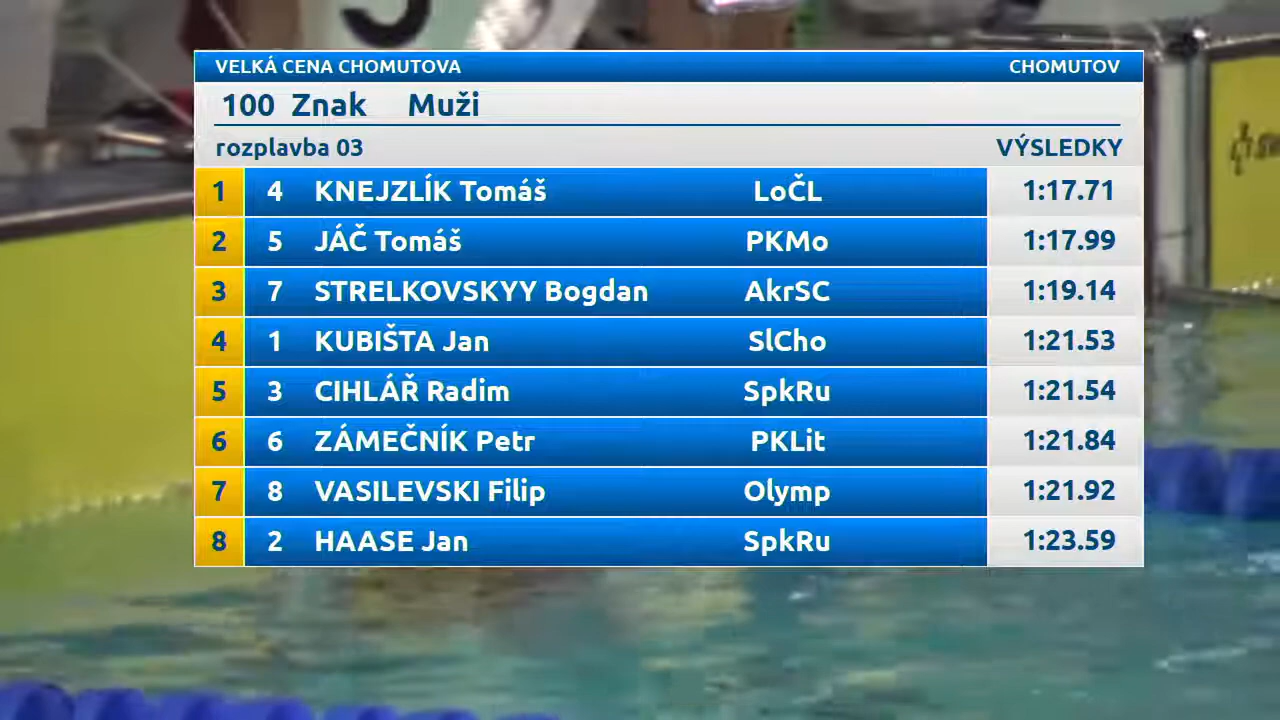 VELKÁ CENA CHOMUTOVA CHOMUTOV
100 Znak Muži
rozplavba 03 VÝSLEDKY
1 4 KNEJZLÍK Tomáš LoČL 1:17.71
2 5 JÁČ Tomáš PKMo 1:17.99
3 7 STRELKOVSKYY Bogdan AkrSC 1:19.14
4 1 KUBIŠTA Jan SlCho 1:21.53
5 3 CIHLÁŘ Radim SpkRu 1:21.54
6 6 ZÁMEČNÍK Petr PKLit 1:21.84
7 8 VASILEVSKI Filip Olymp 1:21.92
8 2 HAASE Jan SpkRu 1:23.59